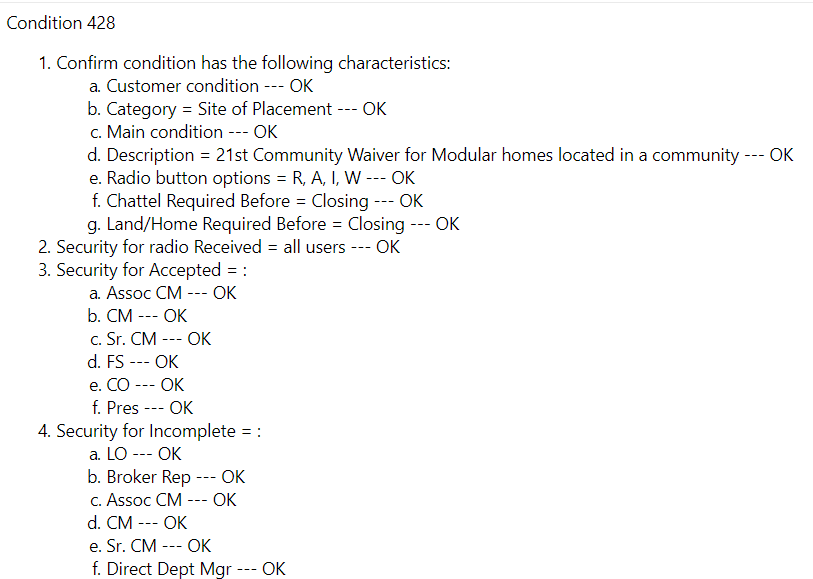 Condition 428
1. Confirm condition has the following characteristics:
a. Customer condition --- OK
b. Category = Site of Placement --- OK
c. Main condition --- OK
d. Description = 21st Community Waiver for Modular homes located in a community --- OK
e. Radio button options = R, A, I, W --- OK
f. Chattel Required Before = Closing --- OK
g. Land/Home Required Before = Closing --- OK
2. Security for radio Received = all users --- OK
3. Security for Accepted = :
a. Assoc CM --- OK
b. CM --- OK
c. Sr. CM --- OK
d. FS --- OK
e. CO --- OK
f. Pres --- OK
4. Security for Incomplete = :
a. LO --- OK
b. Broker Rep --- OK
c. Assoc CM --- OK
d. CM --- OK
e. Sr. CM --- OK
f. Direct Dept Mgr --- OK